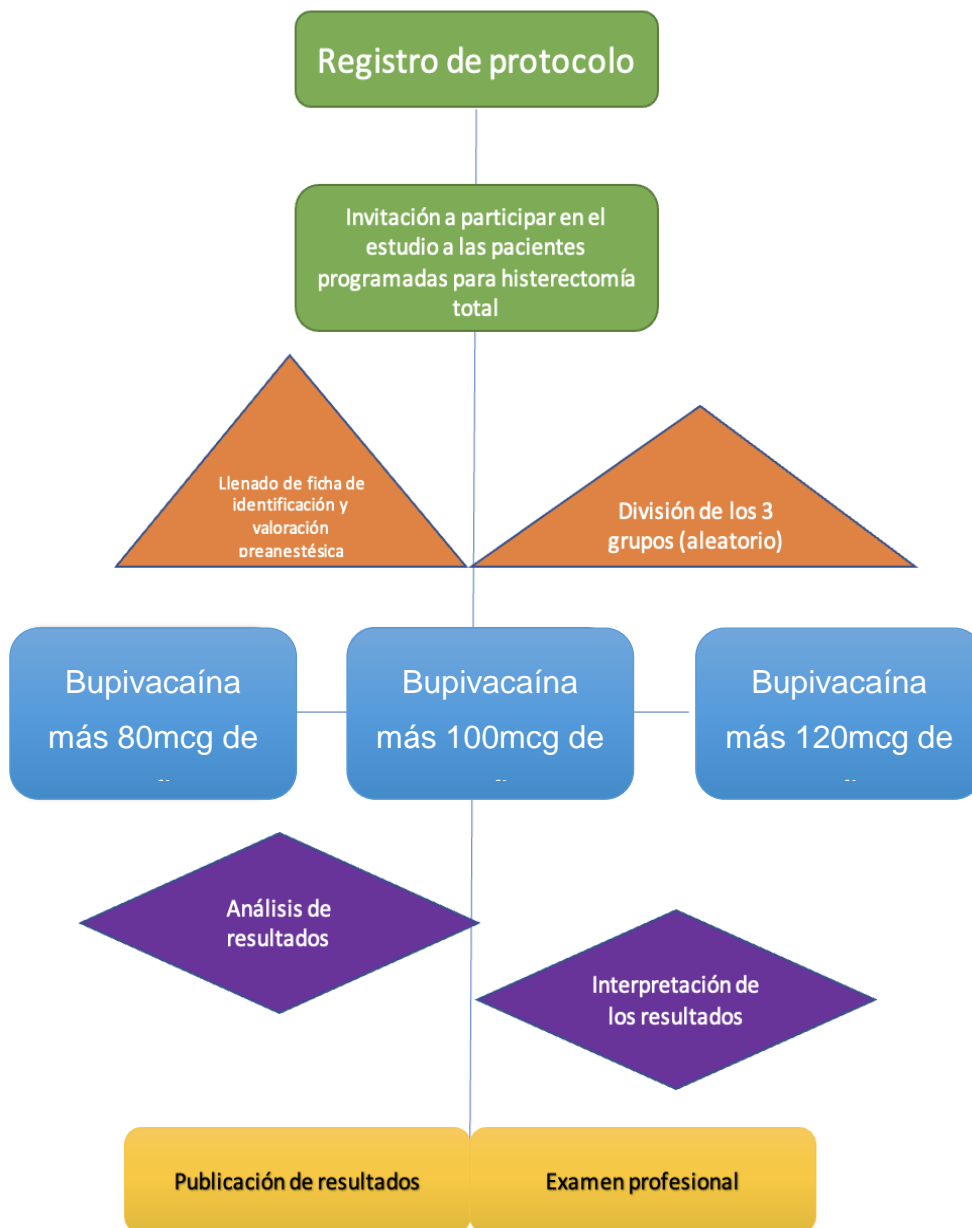 Registro de protocolo
Invitación a participar en el
estudio a las pacientes
programadas para histerectomía
total
Llenado de ficha de
identificación y
valoración
preanestésica
División de los 3
grupos (aleatorio)
Bupivacaína
más 80mcg de
Bupivacaína
más 100mcg de
Bupivacaína
más 120mcg de
Análisis de
resultados
Interpretación de
los resultados
Publicación de resultados
Examen profesional